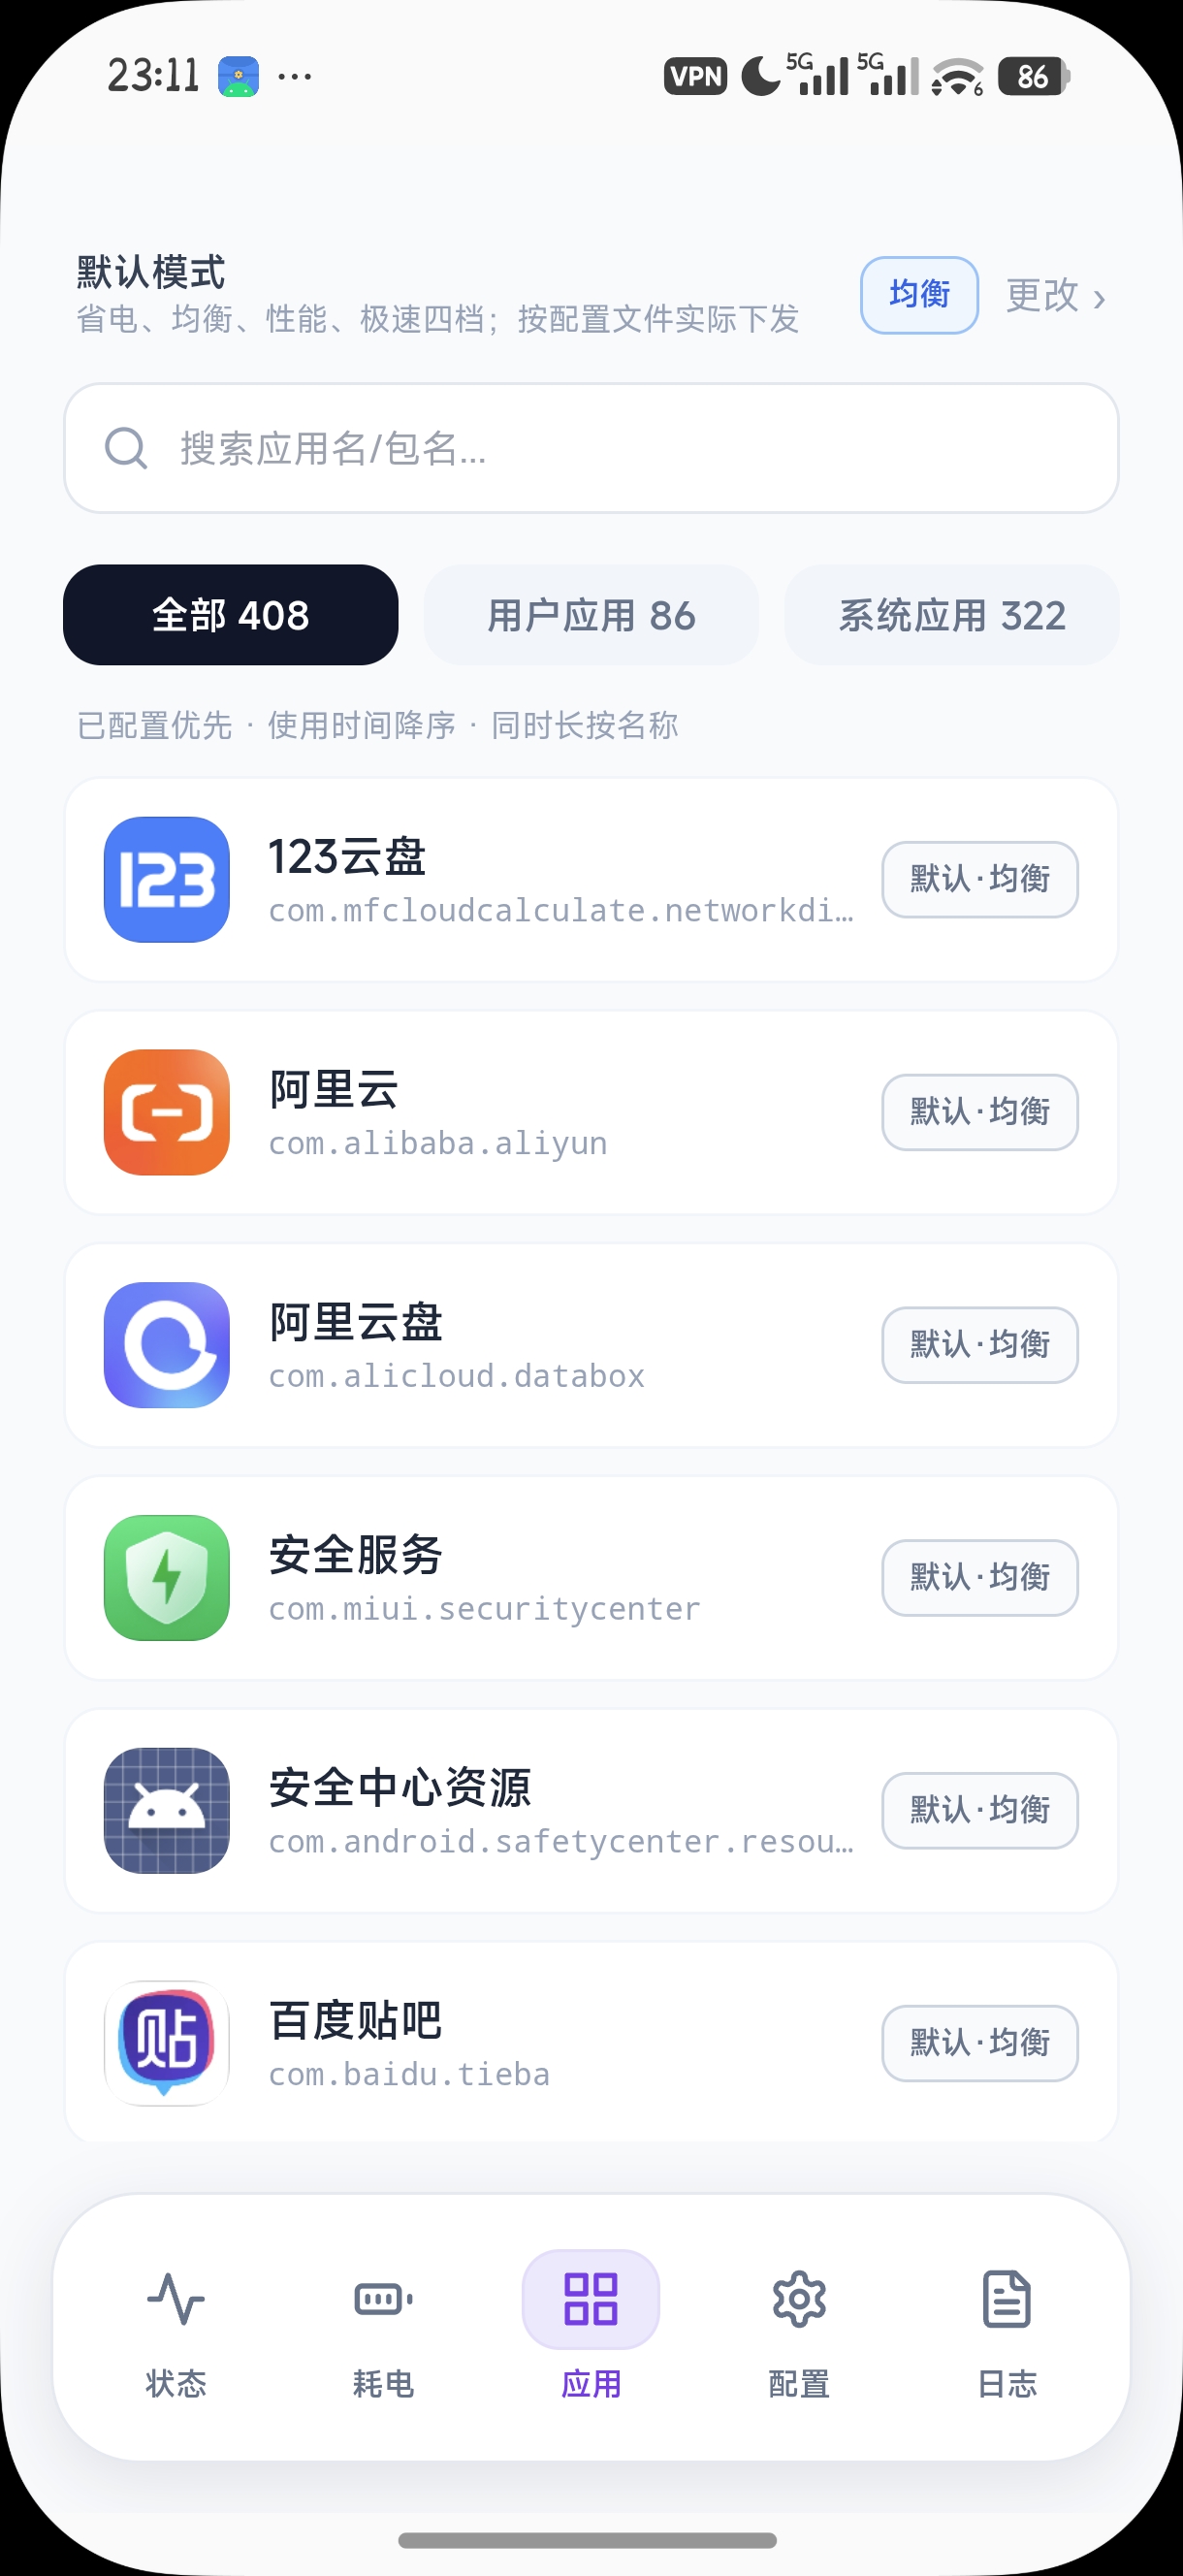 23:11 ··· VPN 5G 5G 6 86
默认模式
省电、均衡、性能、极速四档；按配置文件实际下发
均衡 更改 ›
搜索应用名/包名...
全部 408 用户应用 86 系统应用 322
已配置优先 · 使用时间降序 · 同时长按名称
123
123云盘
com.mfcloudcalculate.networkdi…
默认·均衡
阿里云
com.alibaba.aliyun
默认·均衡
阿里云盘
com.alicloud.databox
默认·均衡
安全服务
com.miui.securitycenter
默认·均衡
安全中心资源
com.android.safetycenter.resou…
默认·均衡
贴
百度贴吧
com.baidu.tieba
默认·均衡
状态 耗电 应用 配置 日志